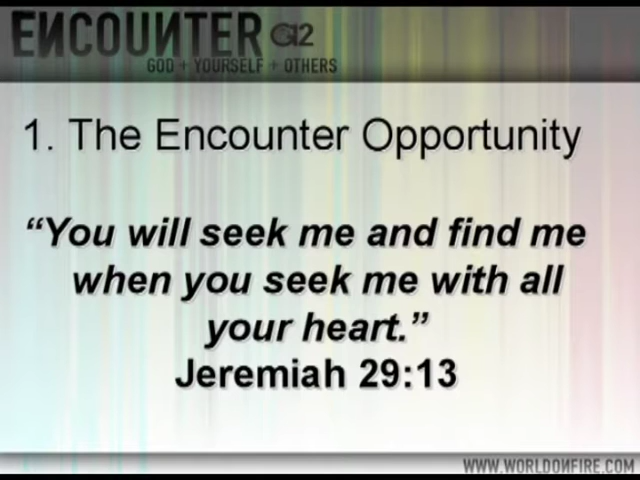 ENCOUNTER 412
GOD + YOURSELF + OTHERS
1. The Encounter Opportunity
“You will seek me and find me
when you seek me with all
your heart.”
Jeremiah 29:13
WWW.WORLDONFIRE.COM